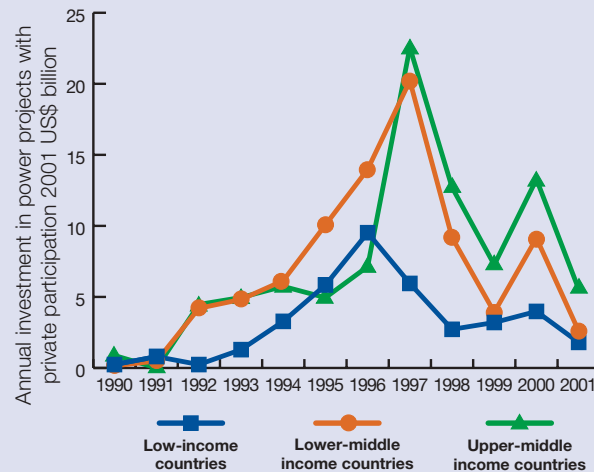 Annual investment in power projects with
private participation 2001 US$ billion
25
20
15
10
5
0
1990 1991 1992 1993 1994 1995 1996 1997 1998 1999 2000 2001
Low-income
countries
Lower-middle
income countries
Upper-middle
income countries